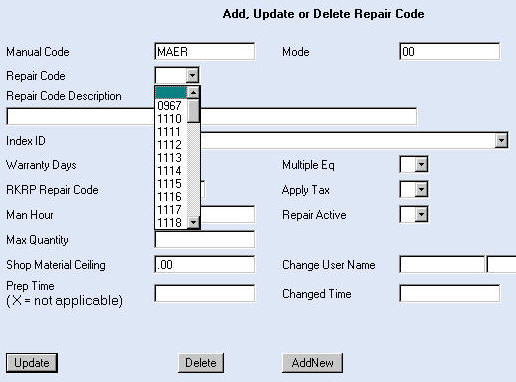 Add, Update or Delete Repair Code
Manual Code MAER Mode 00
Repair Code
Repair Code Description
0967
1110
1111
Index ID
1112
1113
Warranty Days Multiple Eq
1114
1115
RKRP Repair Code Apply Tax
1116
1117
Man Hour Repair Active
1118
Max Quantity
Shop Material Ceiling .00 Change User Name
Prep Time
(X = not applicable) Changed Time
Update Delete AddNew